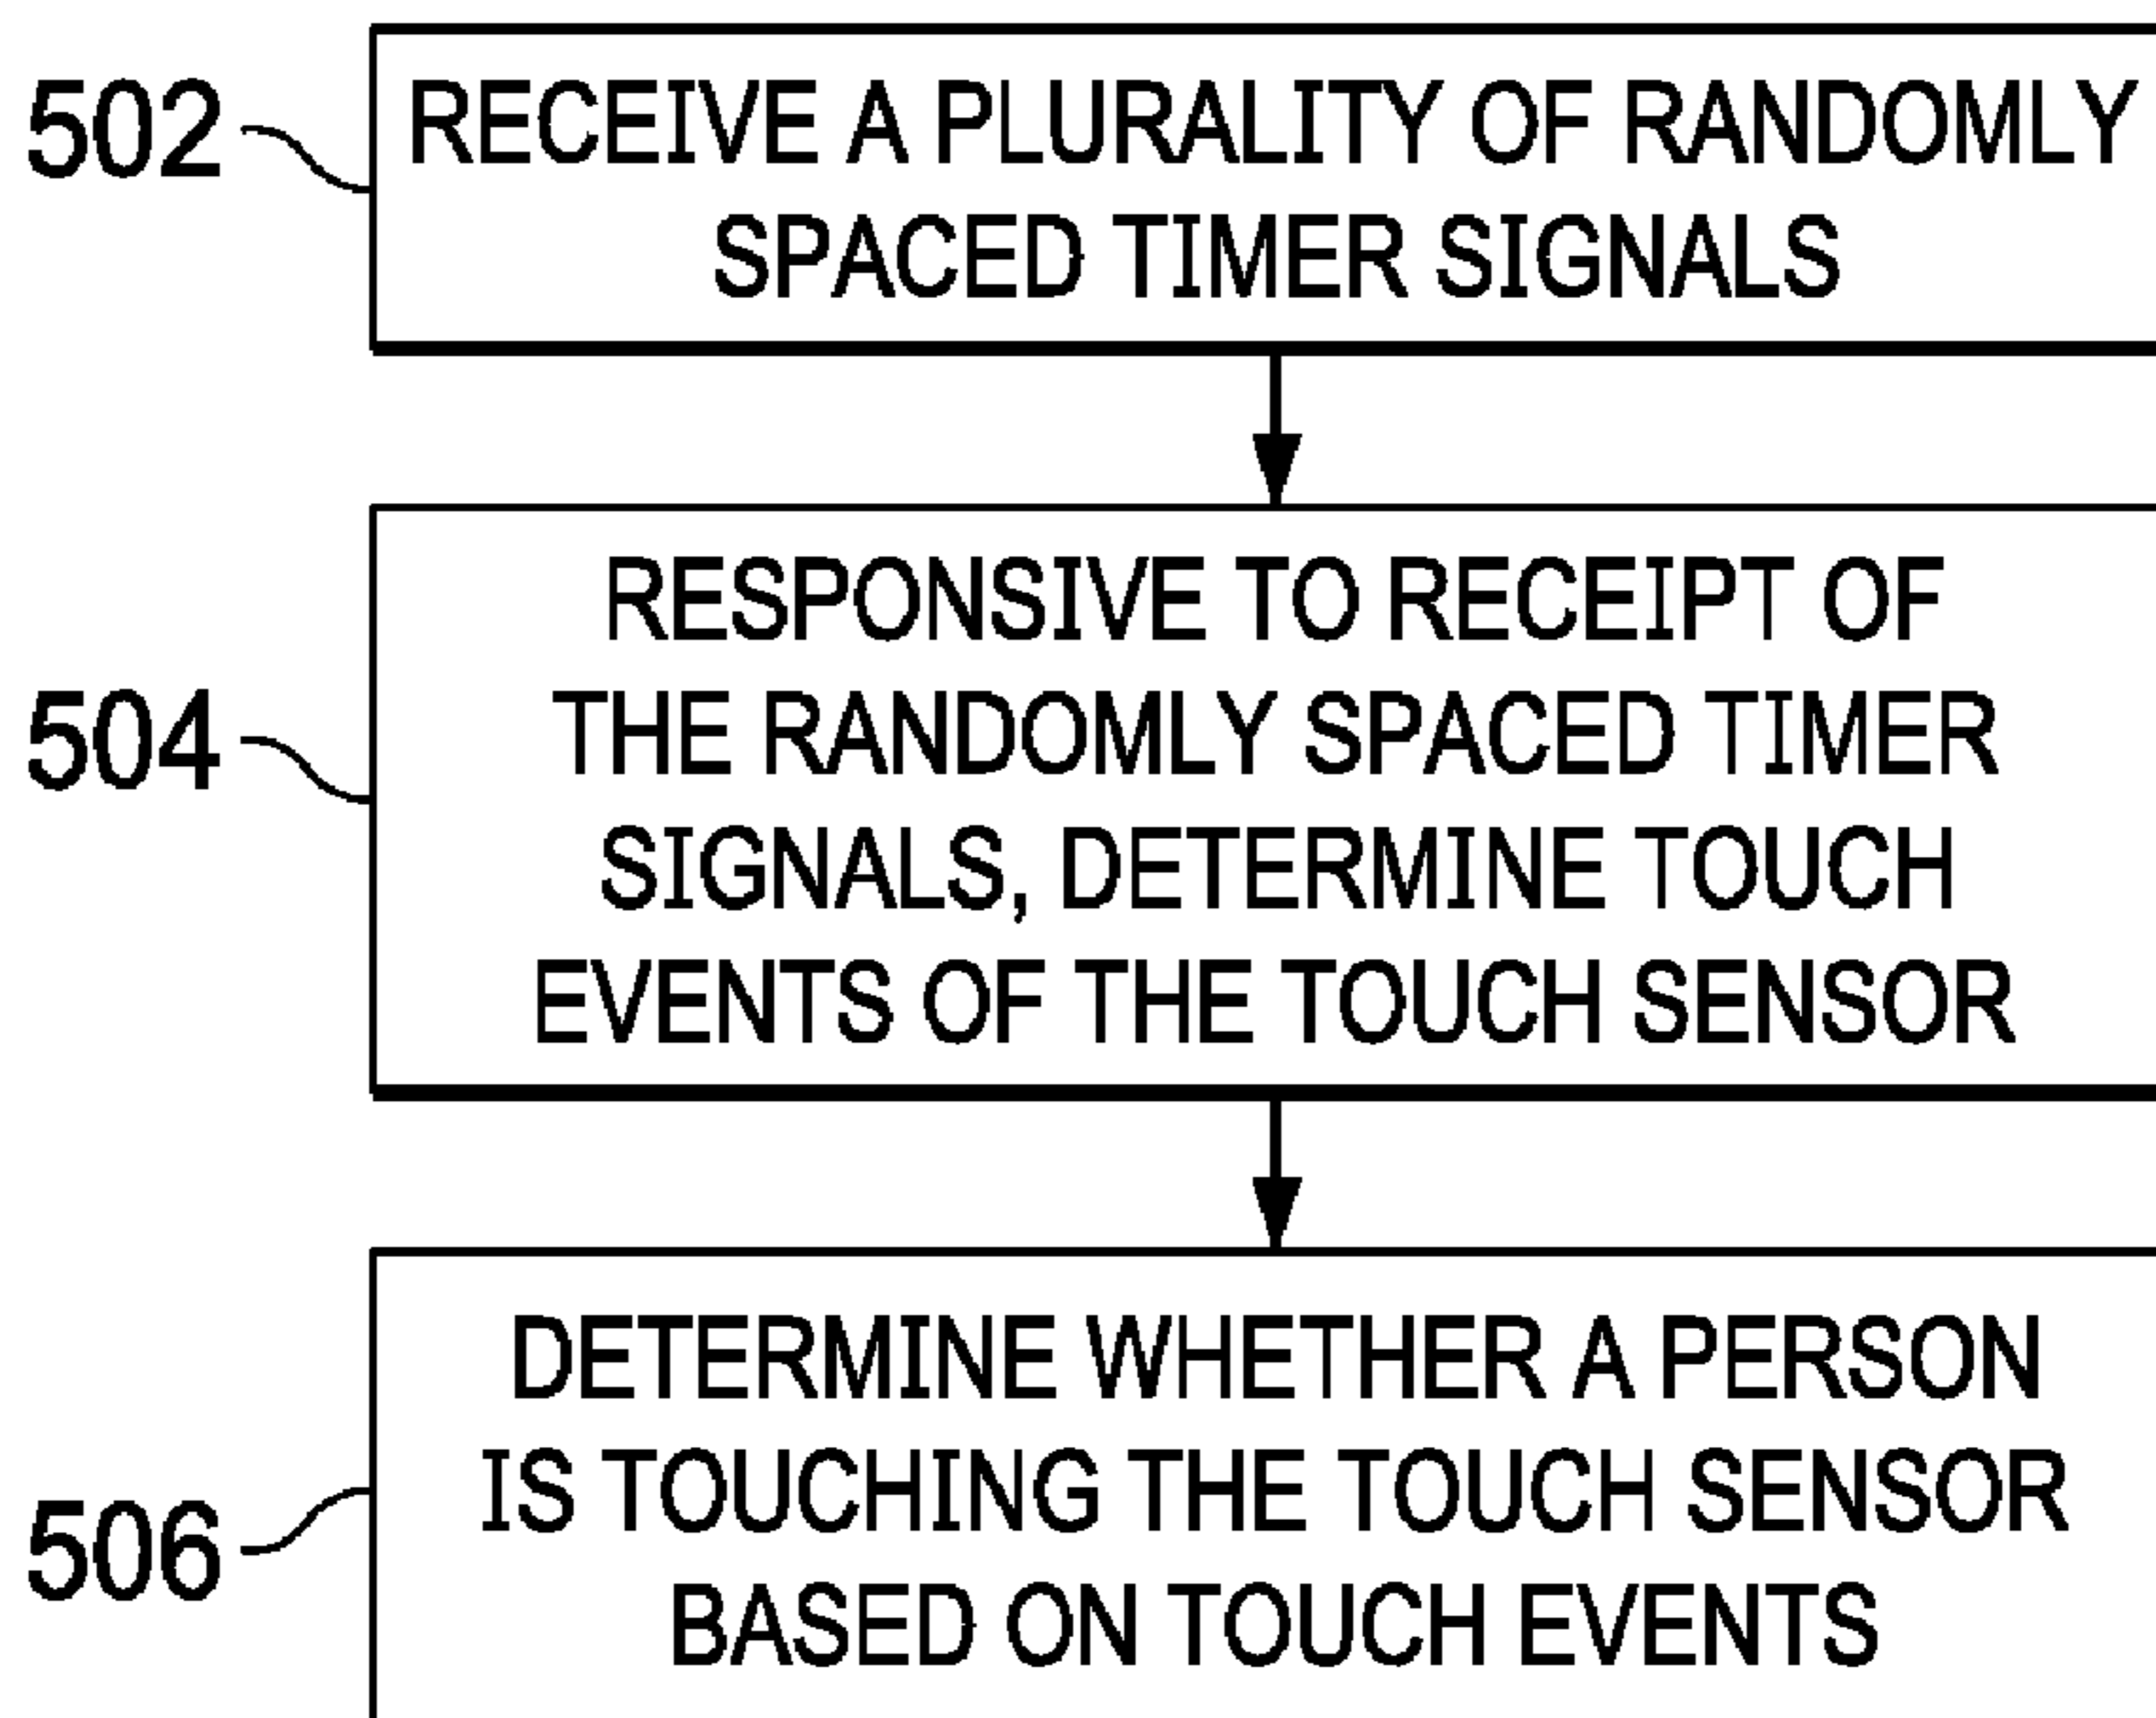 502
RECEIVE A PLURALITY OF RANDOMLY
SPACED TIMER SIGNALS
504
RESPONSIVE TO RECEIPT OF
THE RANDOMLY SPACED TIMER
SIGNALS, DETERMINE TOUCH
EVENTS OF THE TOUCH SENSOR
506
DETERMINE WHETHER A PERSON
IS TOUCHING THE TOUCH SENSOR
BASED ON TOUCH EVENTS